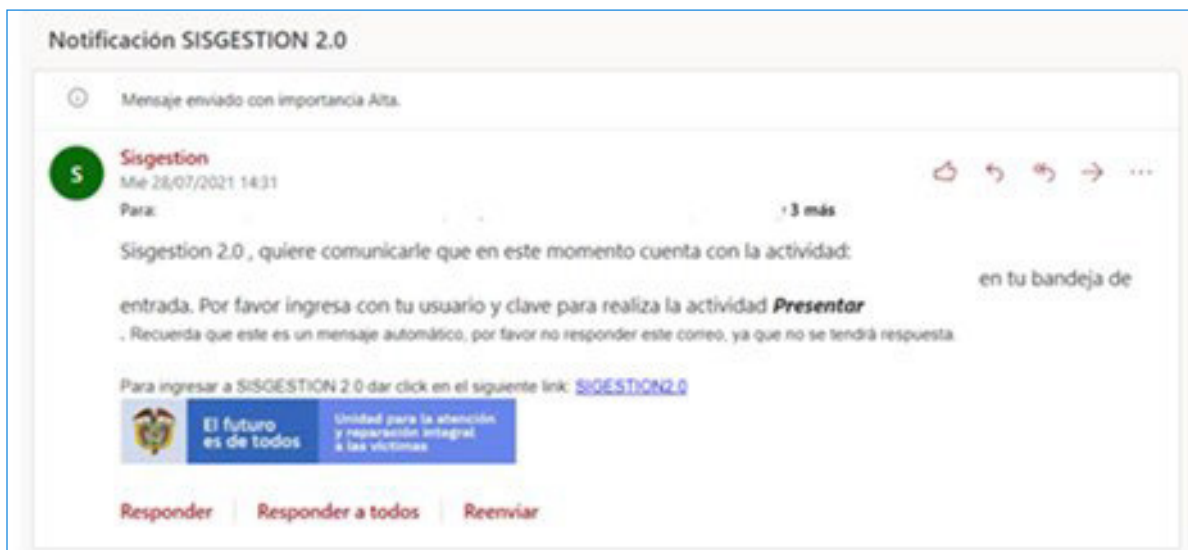 Notificación SISGESTION 2.0
Mensaje enviado con importancia Alta.
S
Sisgestion
Mié 28/07/2021 14:31
Para:
3 más
Sisgestion 2.0 , quiere comunicarle que en este momento cuenta con la actividad:
en tu bandeja de
entrada. Por favor ingresa con tu usuario y clave para realiza la actividad Presentar
. Recuerda que este es un mensaje automático, por favor no responder este correo, ya que no se tendrá respuesta.
Para ingresar a SISGESTION 2.0 dar click en el siguiente link: SIGESTION2.0
El futuro
es de todos
Unidad para la atención
y reparación integral
a las víctimas
Responder
Responder a todos
Reenviar